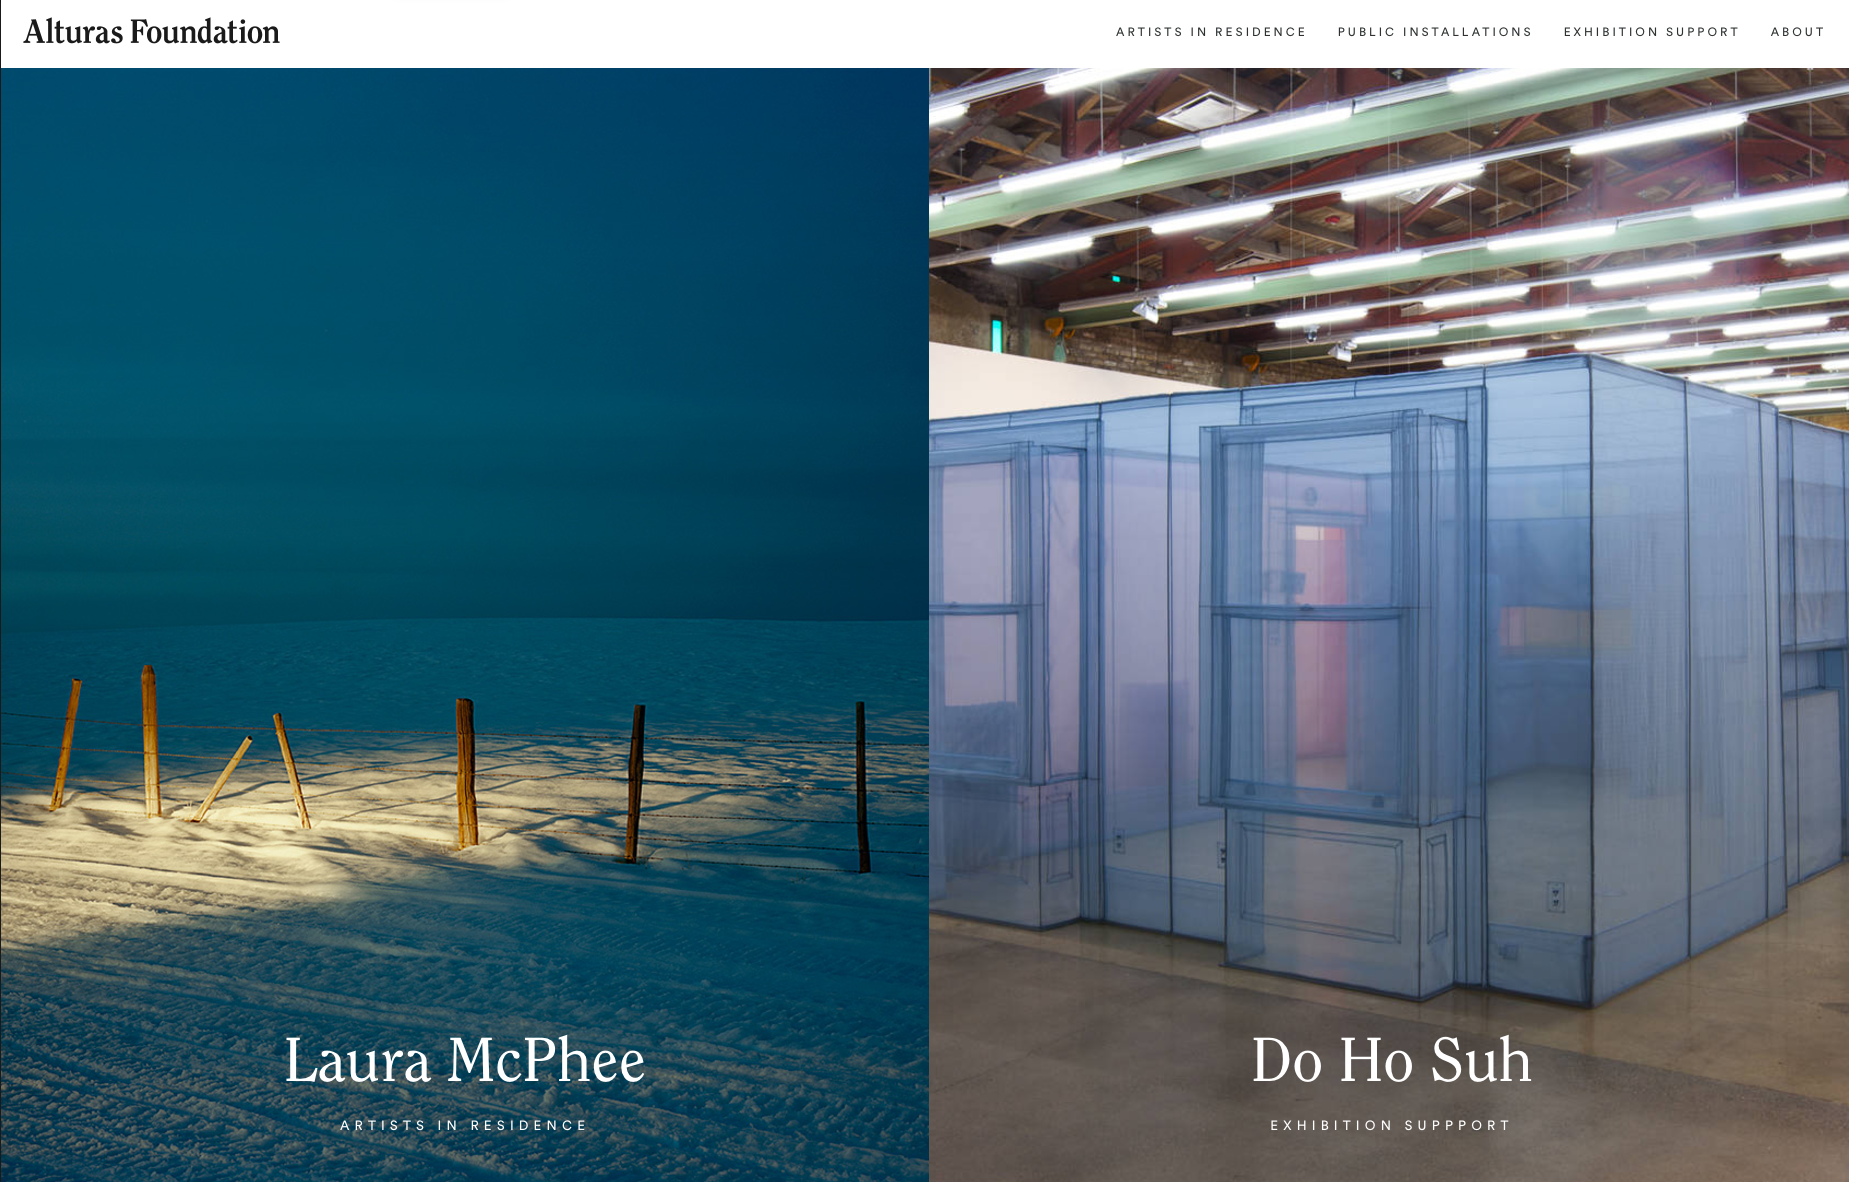 Alturas Foundation
ARTISTS IN RESIDENCE PUBLIC INSTALLATIONS EXHIBITION SUPPORT ABOUT
Laura McPhee
ARTISTS IN RESIDENCE
Do Ho Suh
EXHIBITION SUPPPORT